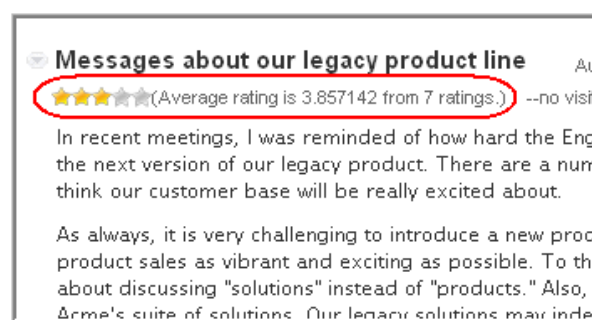 Messages about our legacy product line
(Average rating is 3.857142 from 7 ratings.) --no visi
In recent meetings, I was reminded of how hard the Eng
the next version of our legacy product. There are a num
think our customer base will be really excited about.
As always, it is very challenging to introduce a new prod
product sales as vibrant and exciting as possible. To th
about discussing "solutions" instead of "products." Also,
Acme's suite of solutions. Our legacy solutions may inde